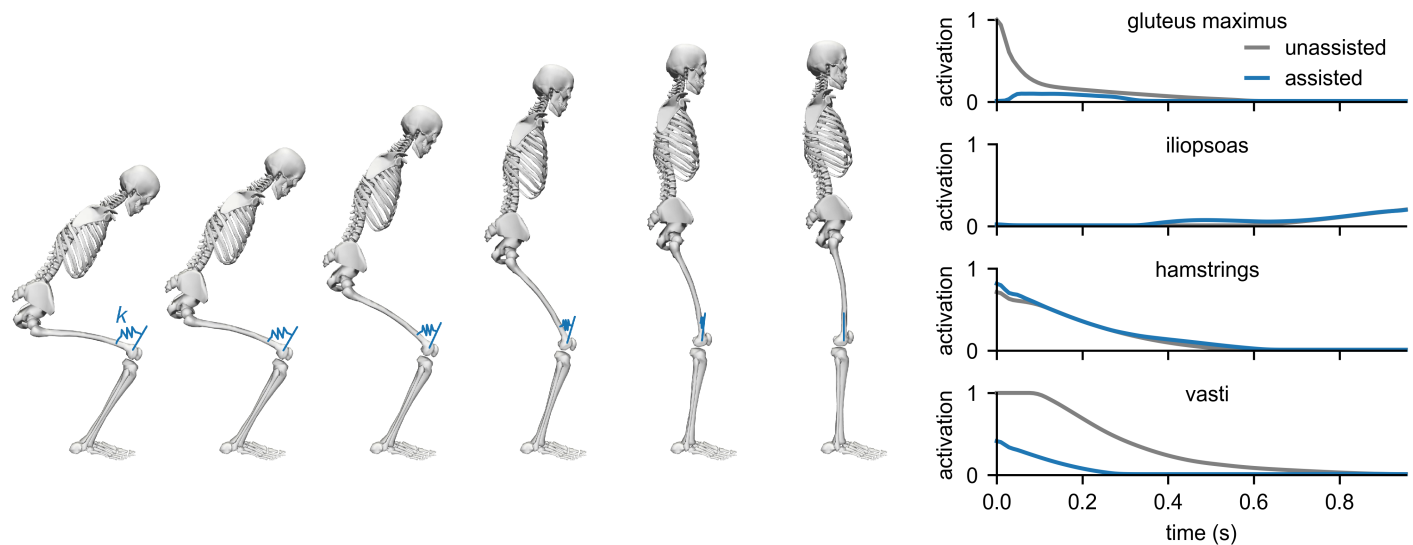 k
gluteus maximus
unassisted
assisted
activation
1
0
iliopsoas
activation
1
0
hamstrings
activation
1
0
vasti
activation
1
0
0.0 0.2 0.4 0.6 0.8
time (s)